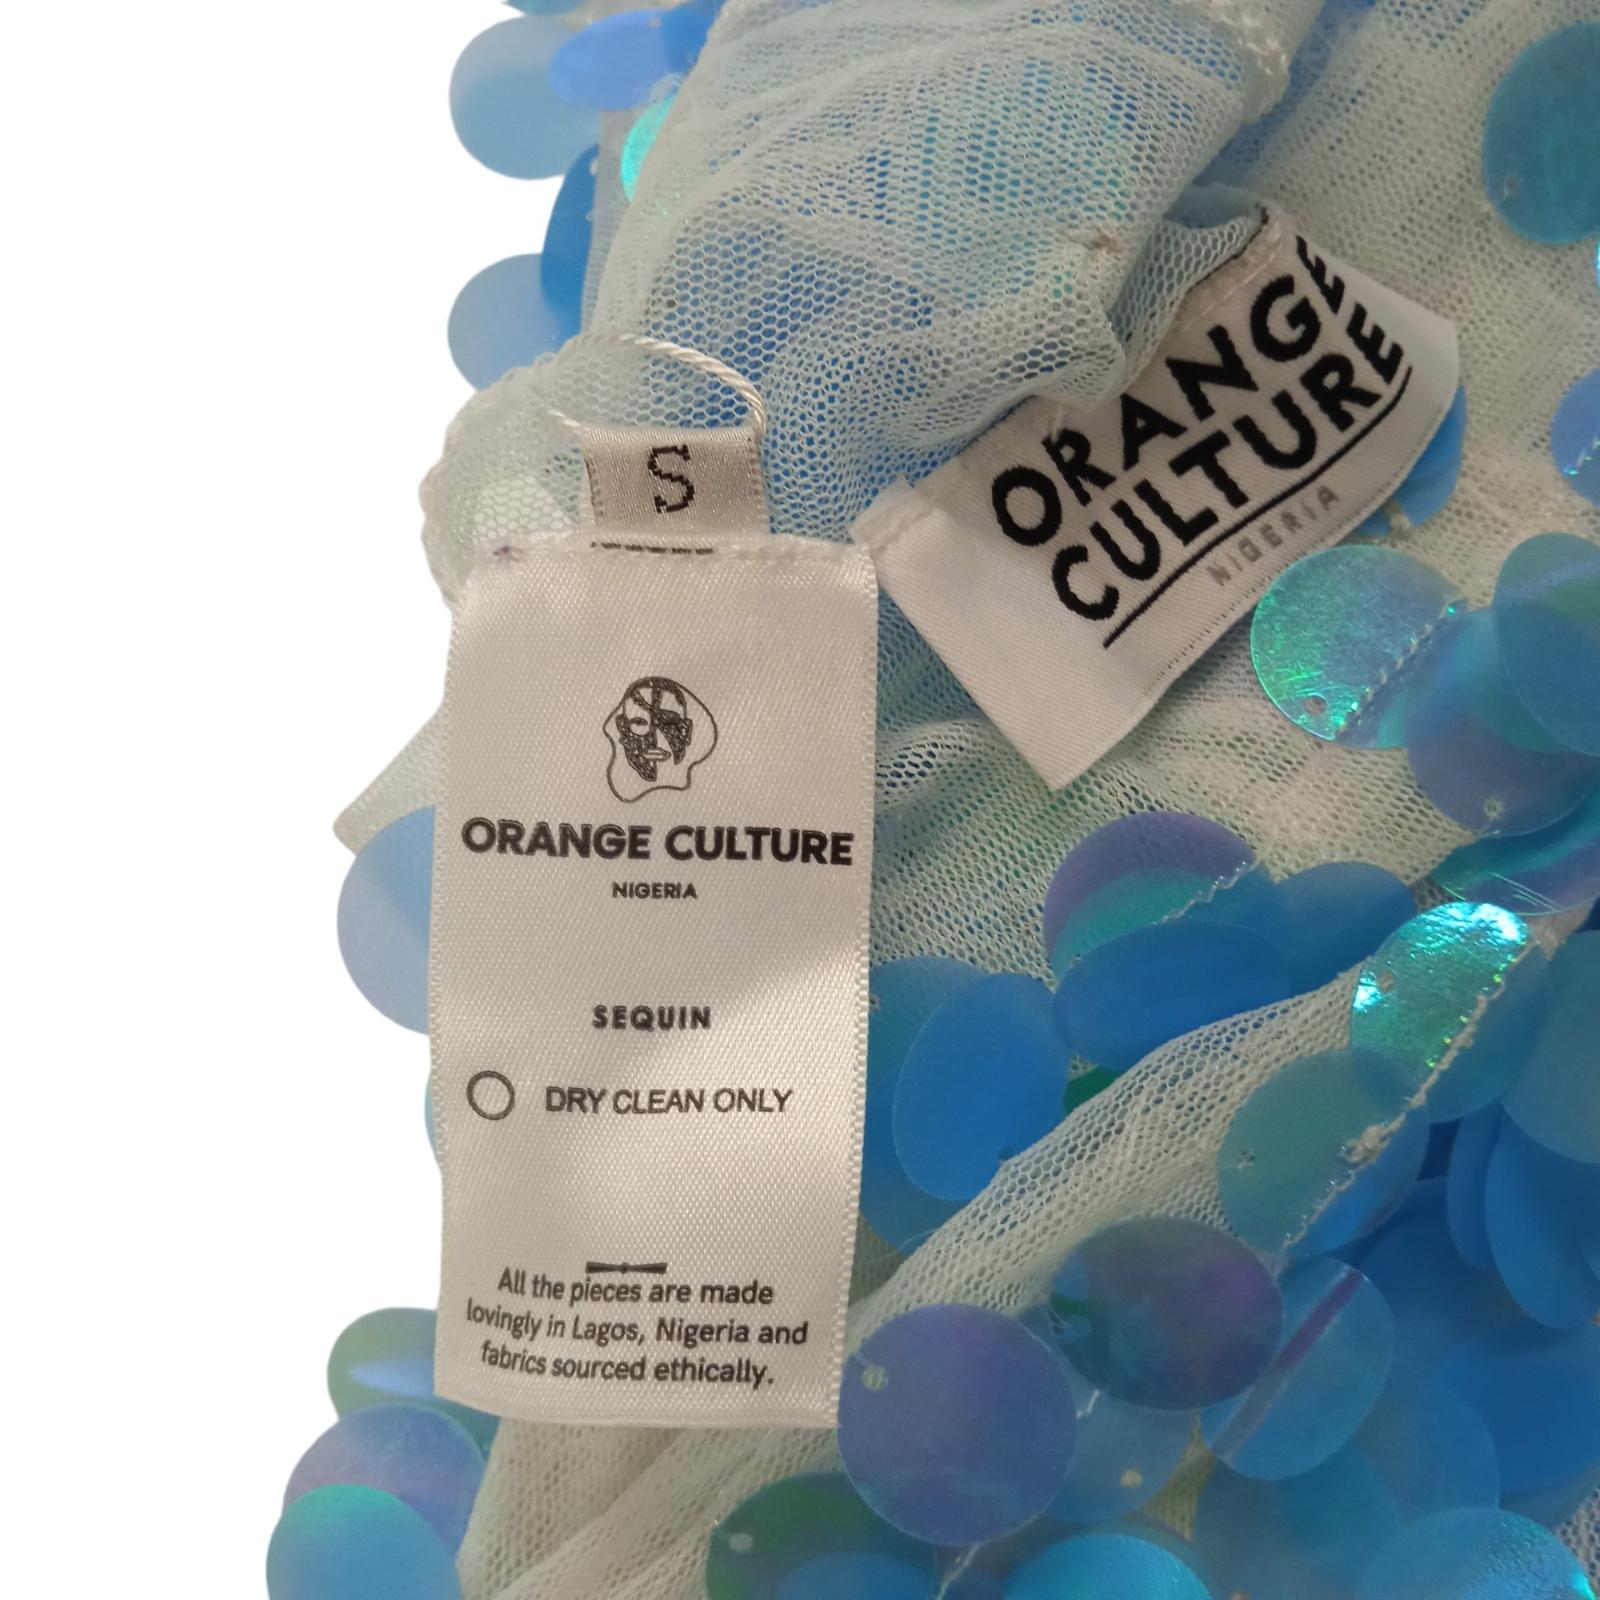 S
ORANGE
CULTURE
NIGERIA
ORANGE CULTURE
NIGERIA
SEQUIN
DRY CLEAN ONLY
All the pieces are made
lovingly in Lagos, Nigeria and
fabrics sourced ethically.